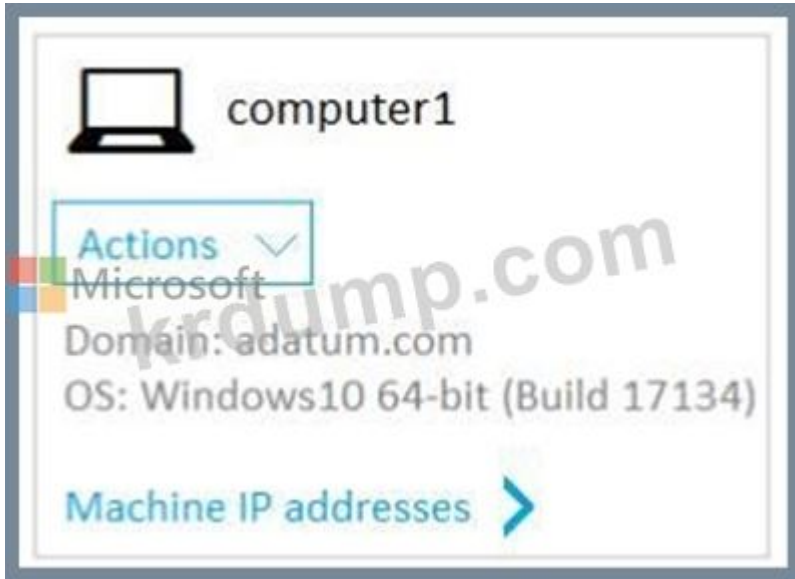 computer1
Actions
Microsoft
krdump.com
Domain: adatum.com
OS: Windows10 64-bit (Build 17134)
Machine IP addresses